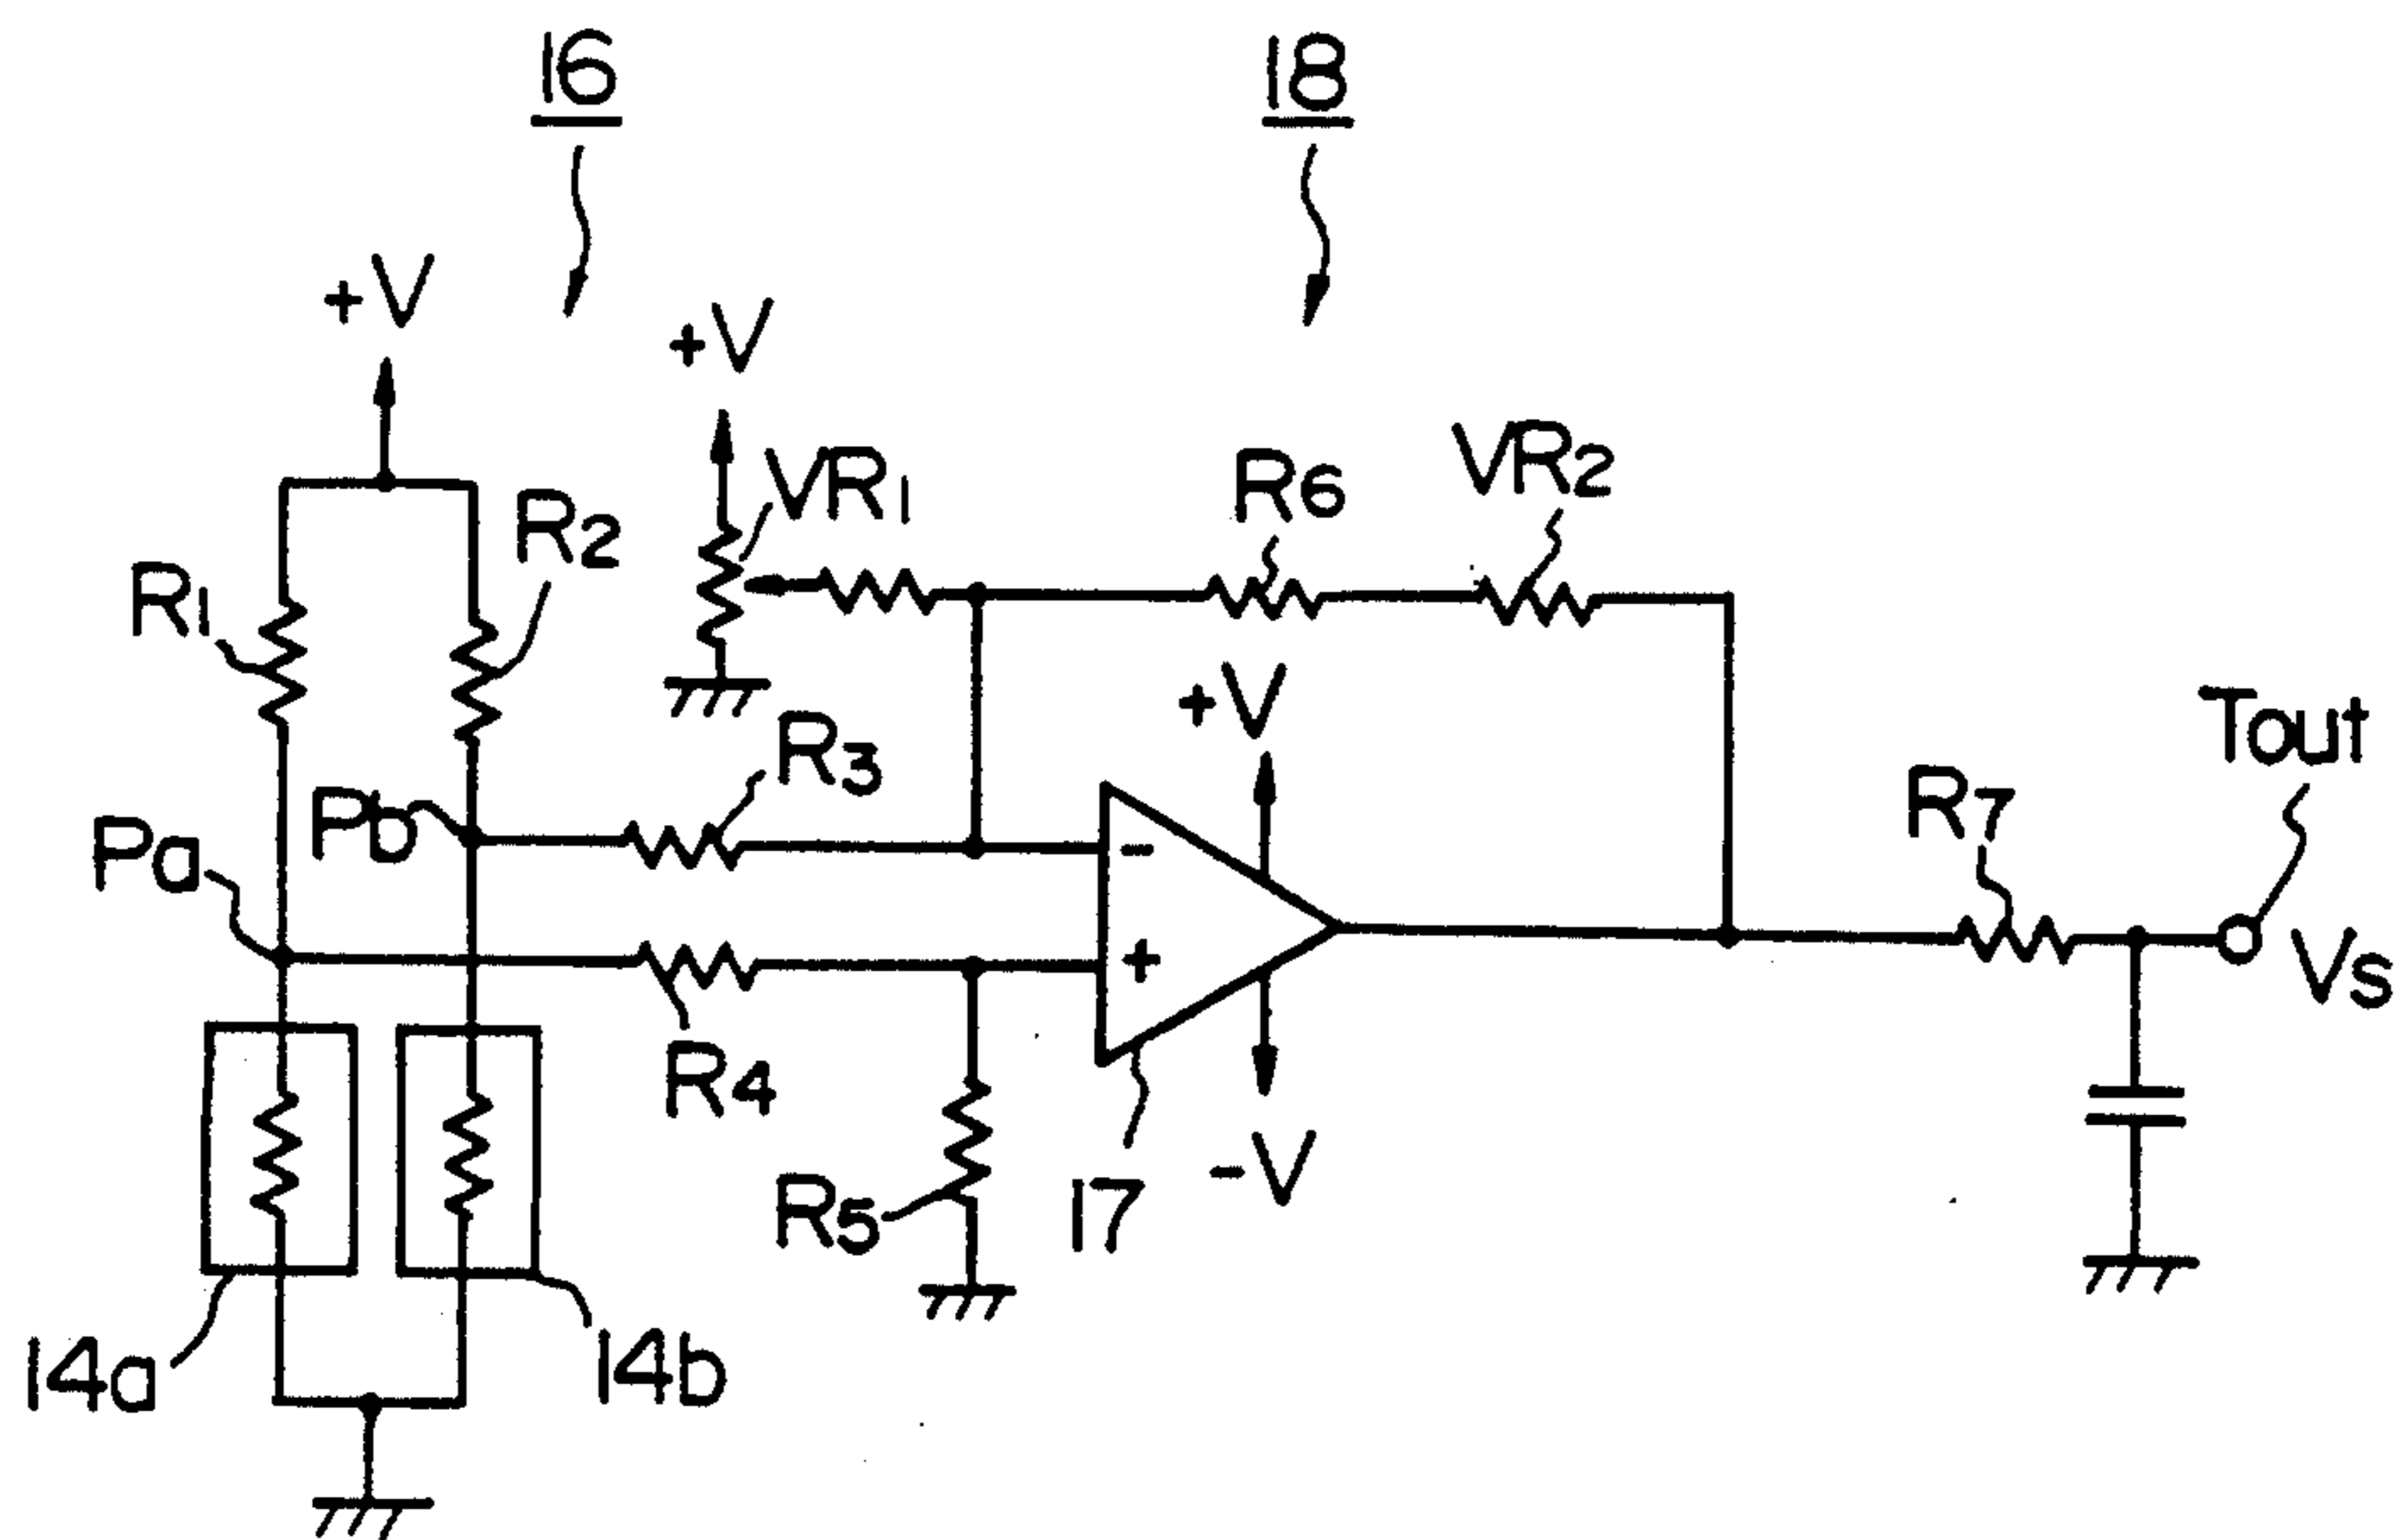 16
18
+V
+V
VR1
R6
VR2
R2
R1
+V
Tout
R3
R7
Pb
Pa
-
+
Vs
R4
-V
R5
17
14a
14b